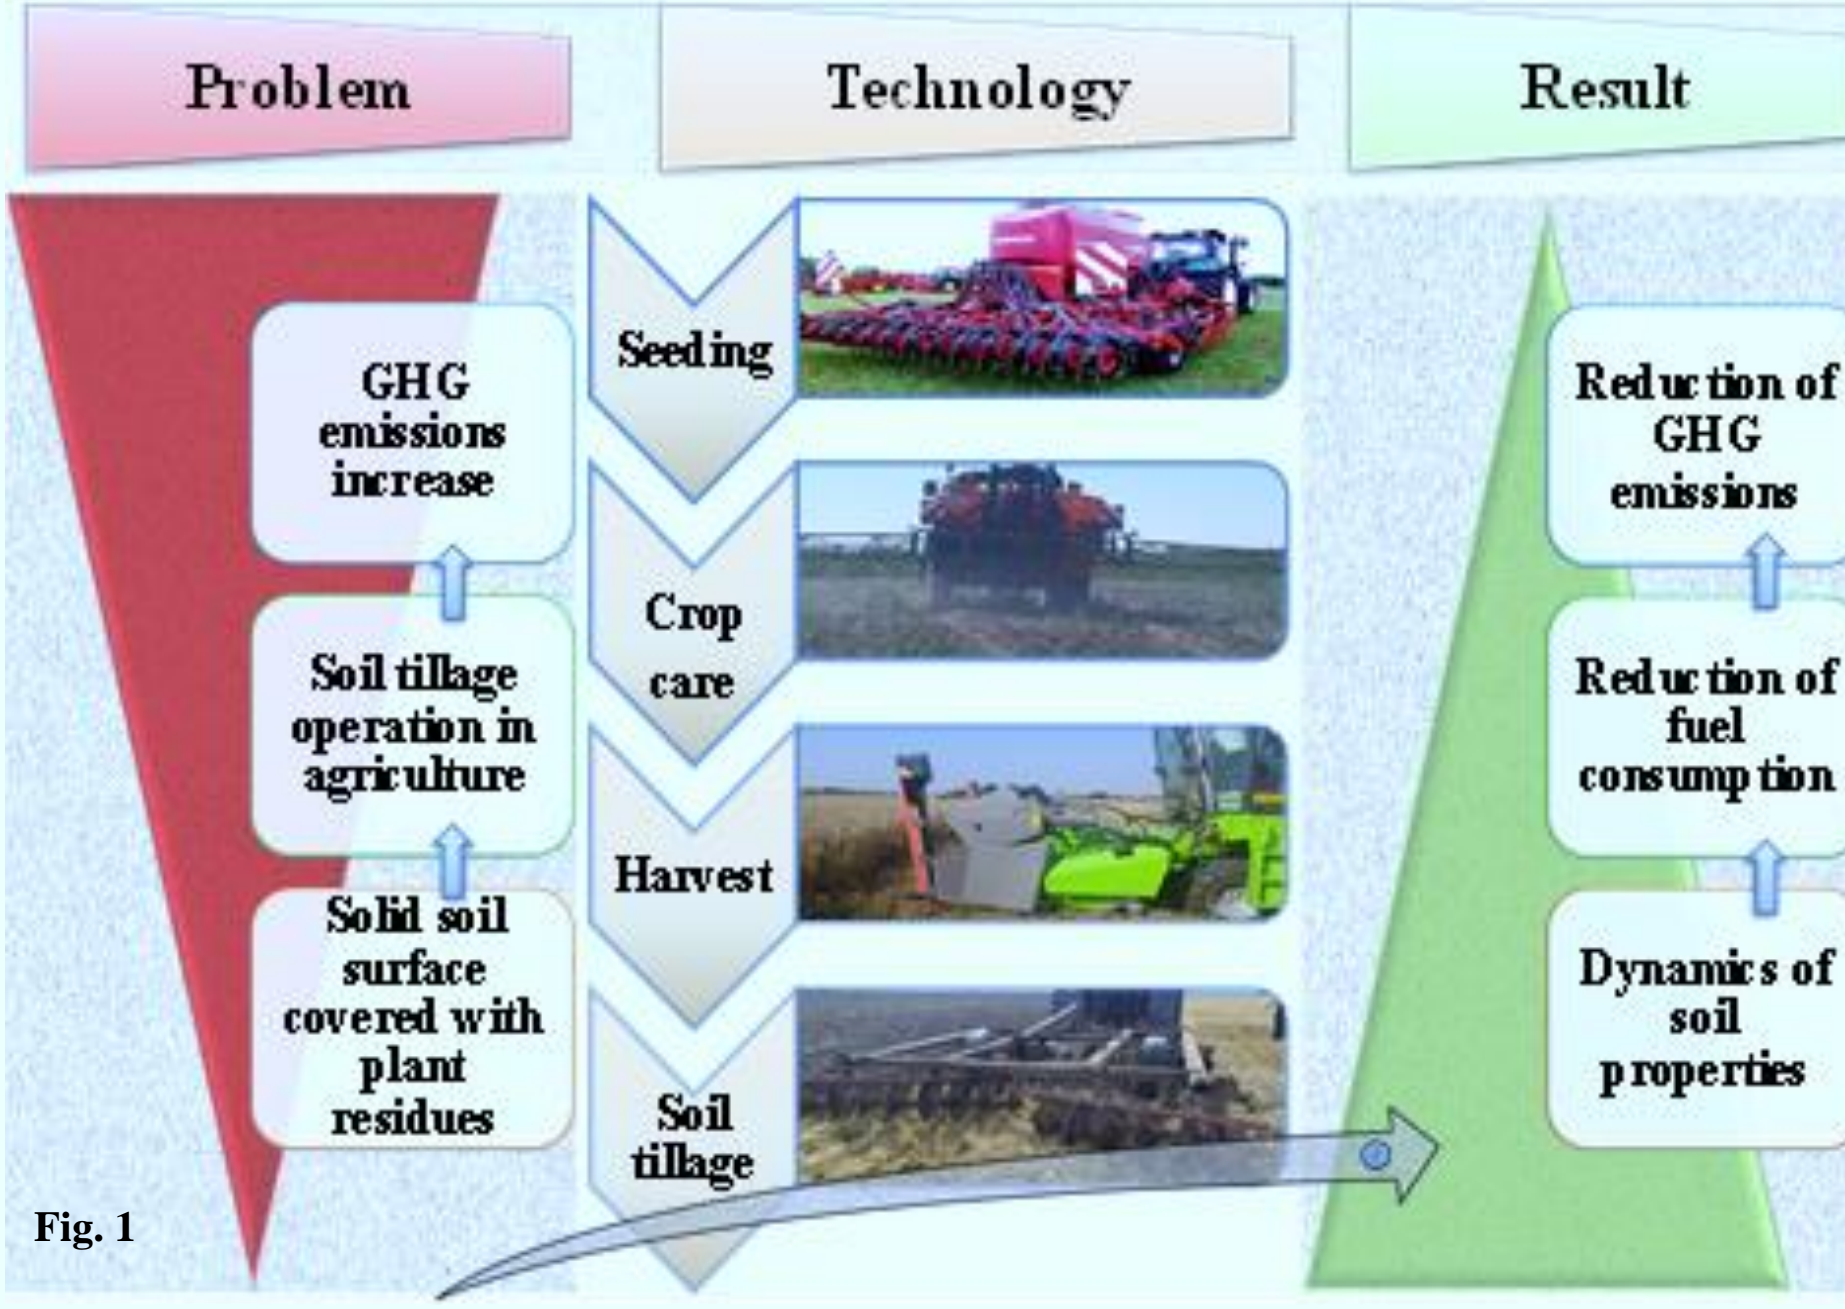 Problem
Technology
Result
GHG
emissions
increase
Soil tillage
operation in
agriculture
Solid soil
surface
covered with
plant
residues
Seeding
Crop
care
Harvest
Soil
tillage
Reduction of
GHG
emissions
Reduction of
fuel
consumption
Dynamics of
soil
properties
Fig. 1